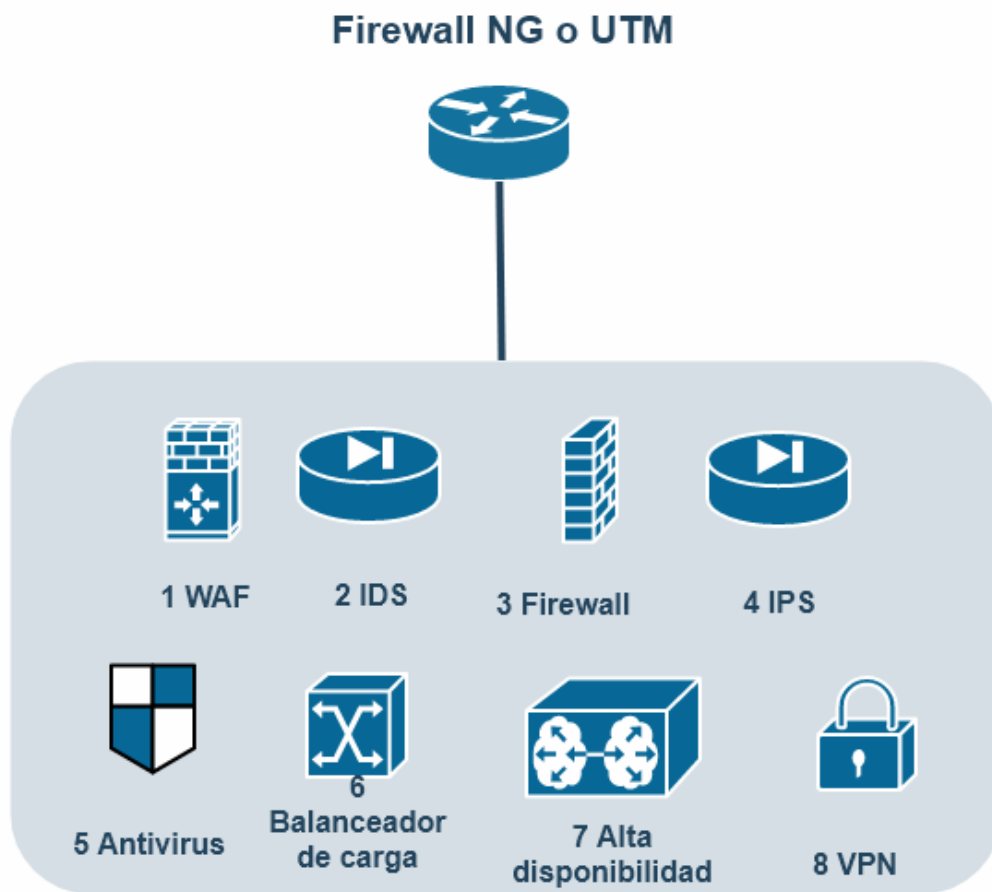 Firewall NG o UTM
1 WAF
2 IDS
3 Firewall
4 IPS
5 Antivirus
6
Balanceador
de carga
7 Alta
disponibilidad
8 VPN